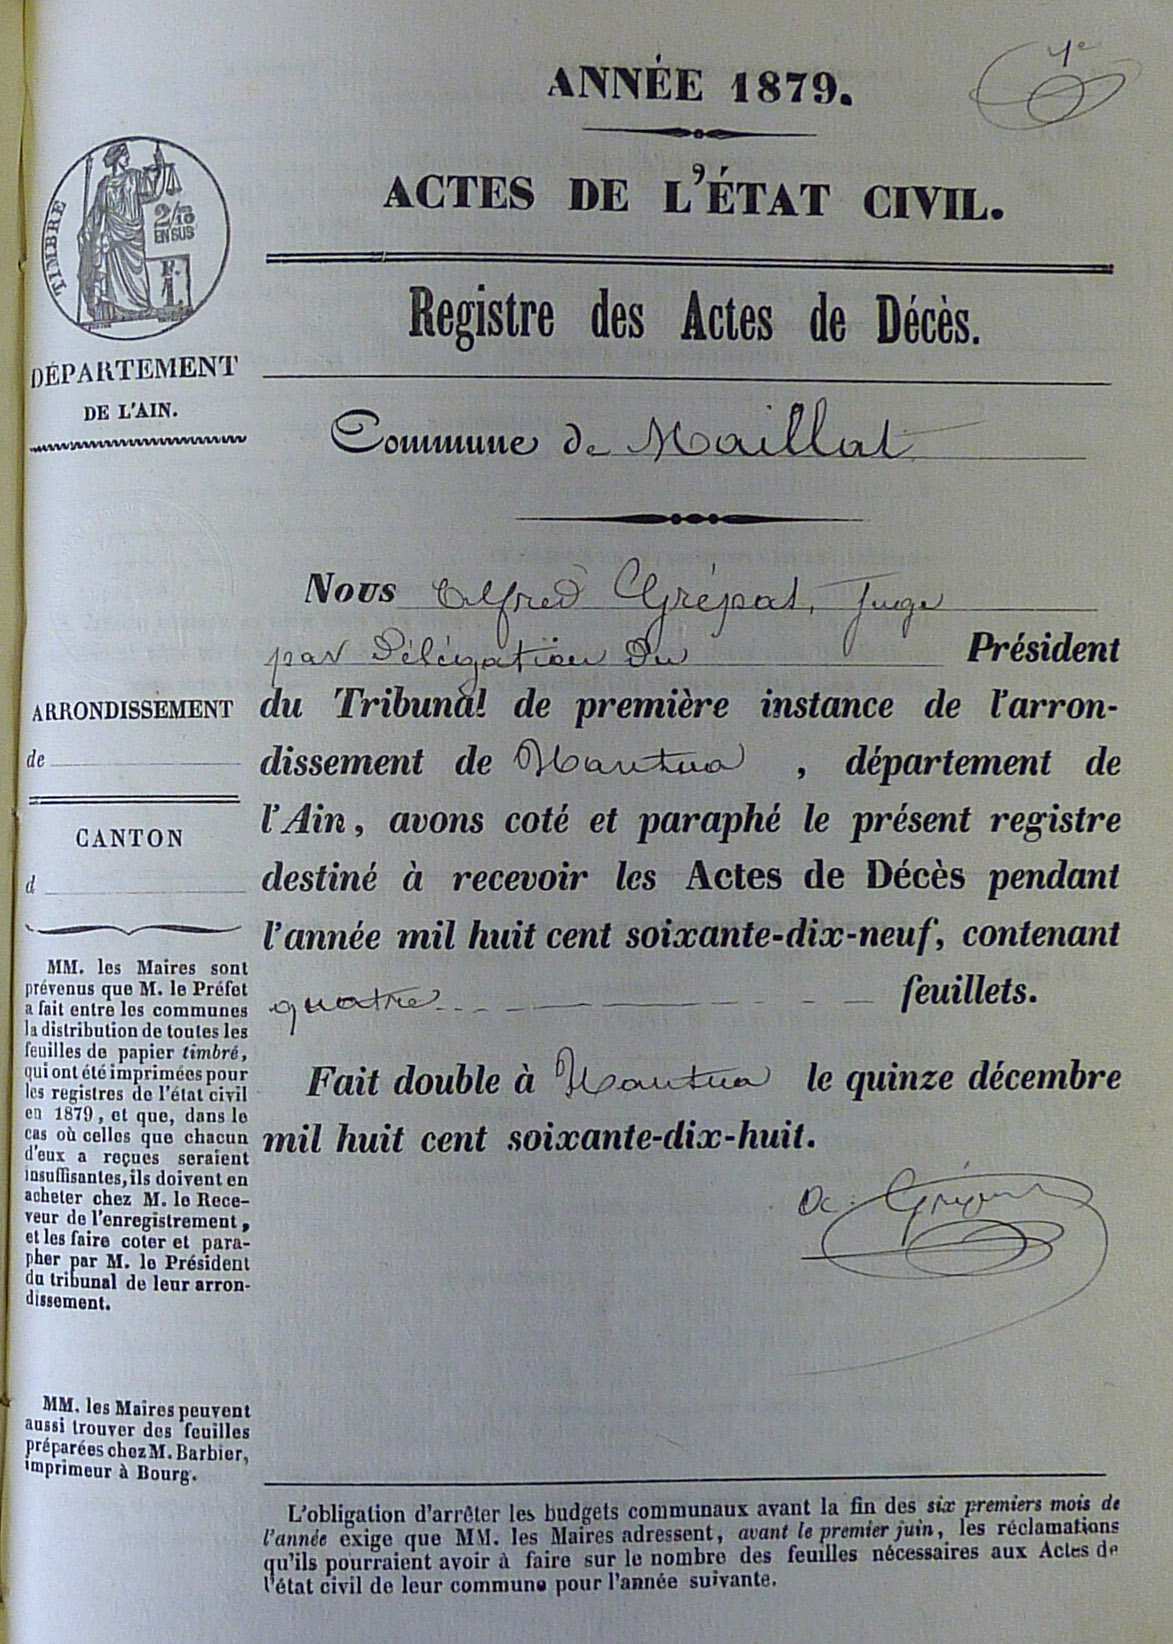 1e
ANNÉE 1879.
ACTES DE L'ÉTAT CIVIL.
TIMBRE
2/10
EN SUS
F.
1.
Registre des Actes de Décès.
DÉPARTEMENT
DE L'AIN.
Commune de Maillat
Nous Alfred Grépat, Juge
par Délégation du Président
du Tribunal de première instance de l'arron-
dissement de Nantua, département de
l'Ain, avons coté et paraphé le présent registre
destiné à recevoir les Actes de Décès pendant
l'année mil huit cent soixante-dix-neuf, contenant
quatre feuillets.
Fait double à Nantua le quinze décembre
mil huit cent soixante-dix-huit.
ARRONDISSEMENT
de
CANTON
d
MM. les Maires sont
prévenus que M. le Préfet
a fait entre les communes
la distribution de toutes les
feuilles de papier timbré,
qui ont été imprimées pour
les registres de l'état civil
en 1879, et que, dans le
cas où celles que chacun
d'eux a reçues seraient
insuffisantes, ils doivent en
acheter chez M. le Rece-
veur de l'enregistrement,
et les faire coter et para-
pher par M. le Président
du tribunal de leur arron-
dissement.
MM. les Maires peuvent
aussi trouver des feuilles
préparées chez M. Barbier,
imprimeur à Bourg.
L'obligation d'arrêter les budgets communaux avant la fin des six premiers mois de
l'année exige que MM. les Maires adressent, avant le premier juin, les réclamations
qu'ils pourraient avoir à faire sur le nombre des feuilles nécessaires aux Actes de
l'état civil de leur commune pour l'année suivante.